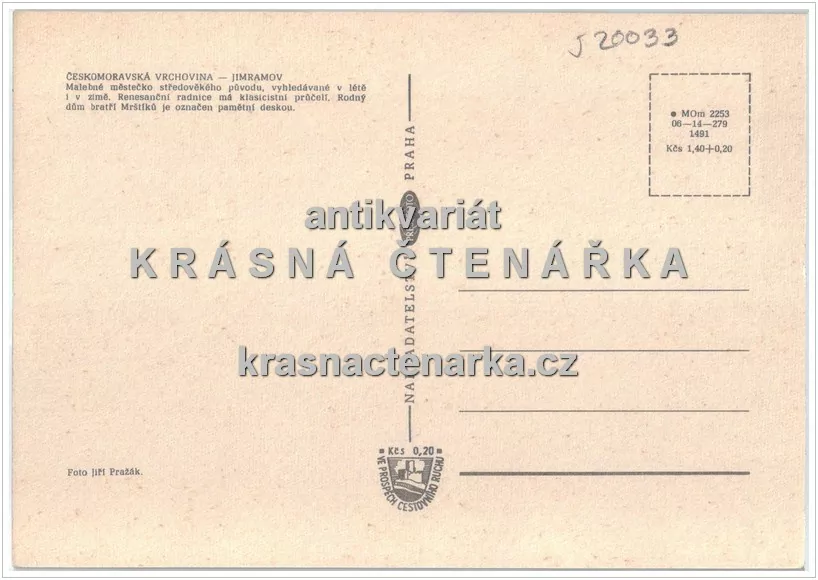 J 20033
ČESKOMORAVSKÁ VRCHOVINA — JIMRAMOV
Malebné městečko středověkého původu, vyhledávané v létě
i v zimě. Renesanční radnice má klasicistní průčelí. Rodný
dům bratří Mrštíků je označen pamětní deskou.
● MOm 2253
06—14—279
1491
Kčs 1,40+0,20
NAKLADATELSTVÍ PRAHA
antikvariát
KRÁSNÁ ČTENÁŘKA
krasnactenarka.cz
Foto Jiří Pražák.
Kčs 0,20
VE PROSPĚCH CESTOVNÍHO RUCHU